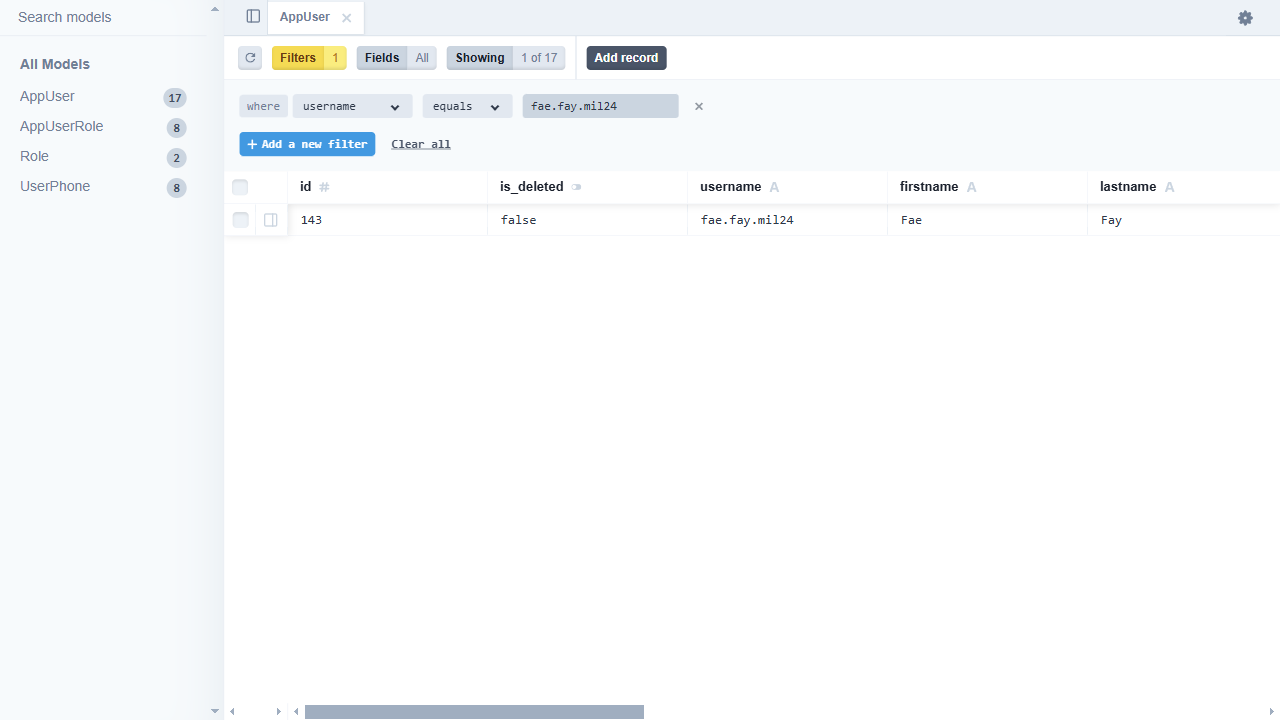 Search models
All Models
AppUser 17
AppUserRole 8
Role 2
UserPhone 8
AppUser
Filters 1 Fields All Showing 1 of 17 Add record
where username equals fae.fay.mil24
+ Add a new filter Clear all
id # is_deleted username A firstname A lastname A
143 false fae.fay.mil24 Fae Fay